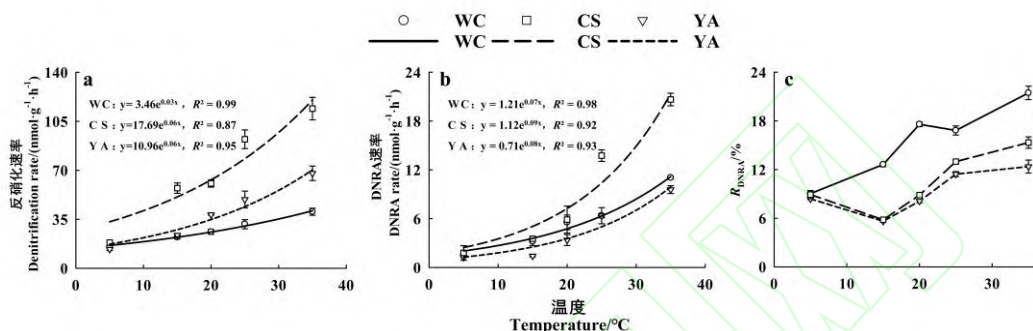 WC CS YA
WC CS YA
a
WC：y= 3.46e^0.03x，R² = 0.99
CS：y=17.69e^0.06x，R² = 0.87
YA：y=10.96e^0.06x，R² = 0.95
反硝化速率
Denitrification rate/(nmol·g⁻¹·h⁻¹)
140
105
70
35
0
0 10 20 30 40
b
WC：y= 1.21e^0.07x，R² = 0.98
CS：y= 1.12e^0.09x，R² = 0.92
YA：y= 0.71e^0.08x，R² = 0.93
DNRA速率
DNRA rate/(nmol·g⁻¹·h⁻¹)
24
18
12
6
0
0 10 20 30 40
温度
Temperature/°C
c
R_DNRA/%
24
18
12
6
0
0 10 20 30